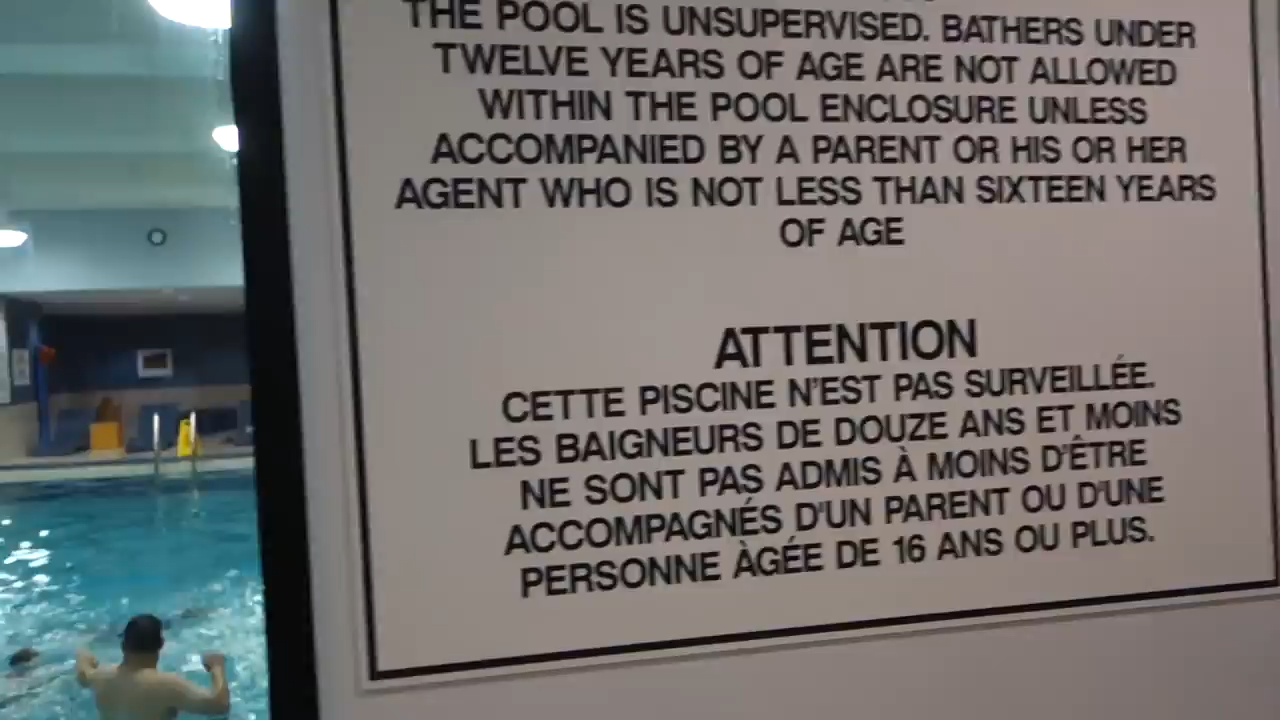 THE POOL IS UNSUPERVISED. BATHERS UNDER
TWELVE YEARS OF AGE ARE NOT ALLOWED
WITHIN THE POOL ENCLOSURE UNLESS
ACCOMPANIED BY A PARENT OR HIS OR HER
AGENT WHO IS NOT LESS THAN SIXTEEN YEARS
OF AGE
ATTENTION
CETTE PISCINE N'EST PAS SURVEILLÉE.
LES BAIGNEURS DE DOUZE ANS ET MOINS
NE SONT PAS ADMIS À MOINS D'ÊTRE
ACCOMPAGNÉS D'UN PARENT OU D'UNE
PERSONNE ÀGÉE DE 16 ANS OU PLUS.